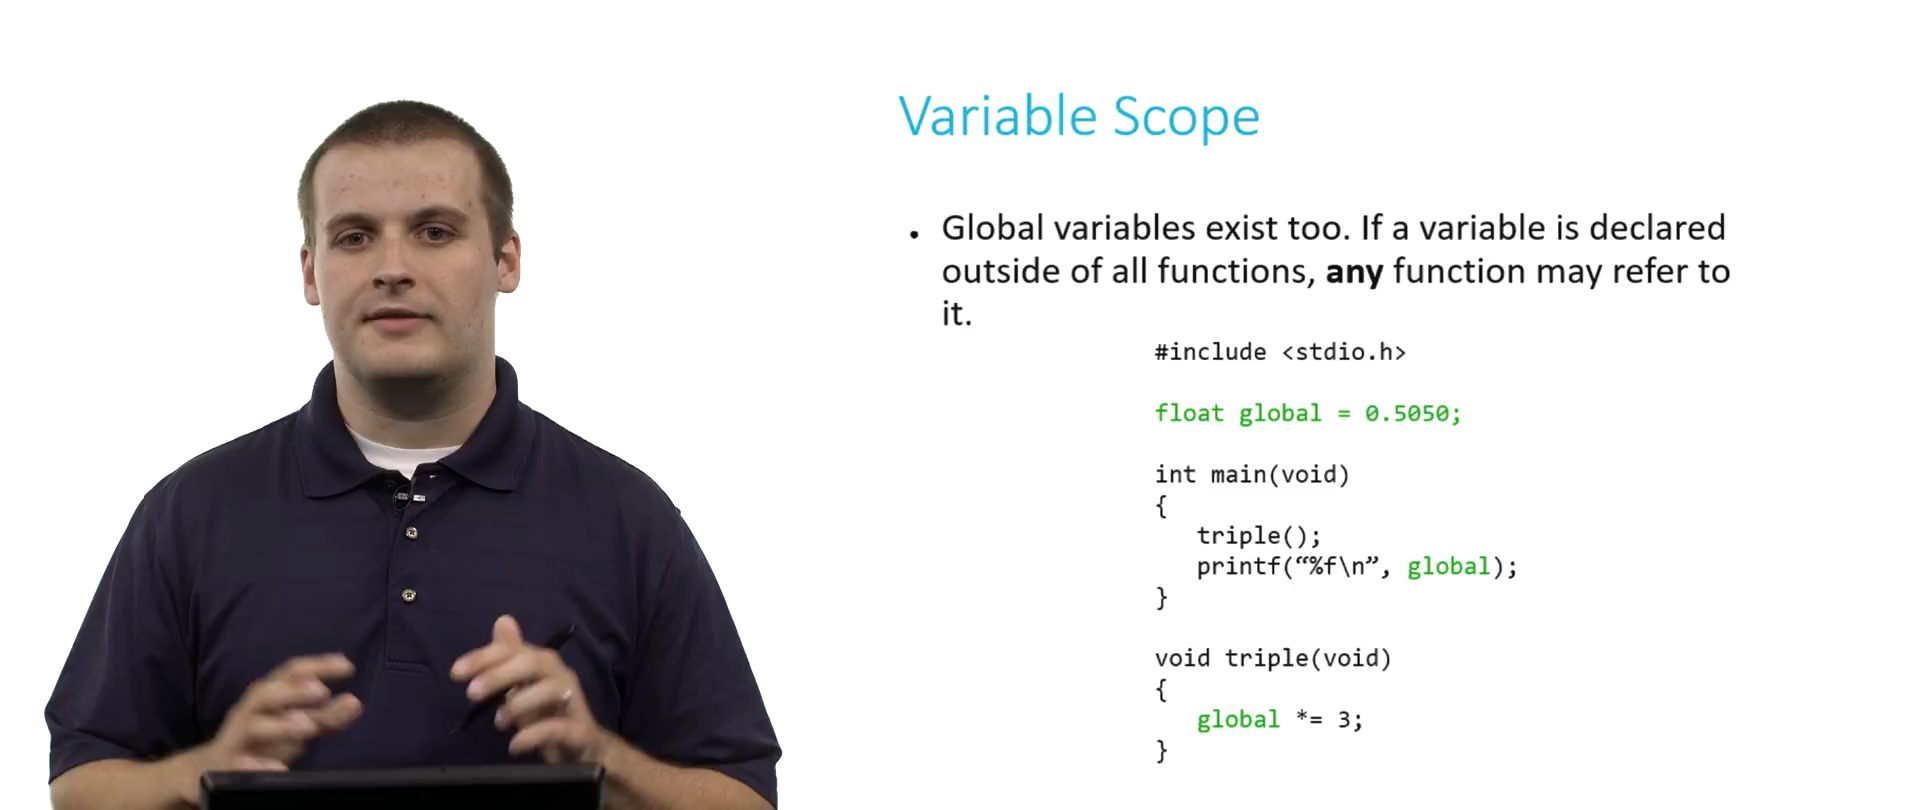 Variable Scope
• Global variables exist too. If a variable is declared
outside of all functions, any function may refer to
it.
#include <stdio.h>
float global = 0.5050;
int main(void)
{
triple();
printf(“%f\n”, global);
}
void triple(void)
{
global *= 3;
}